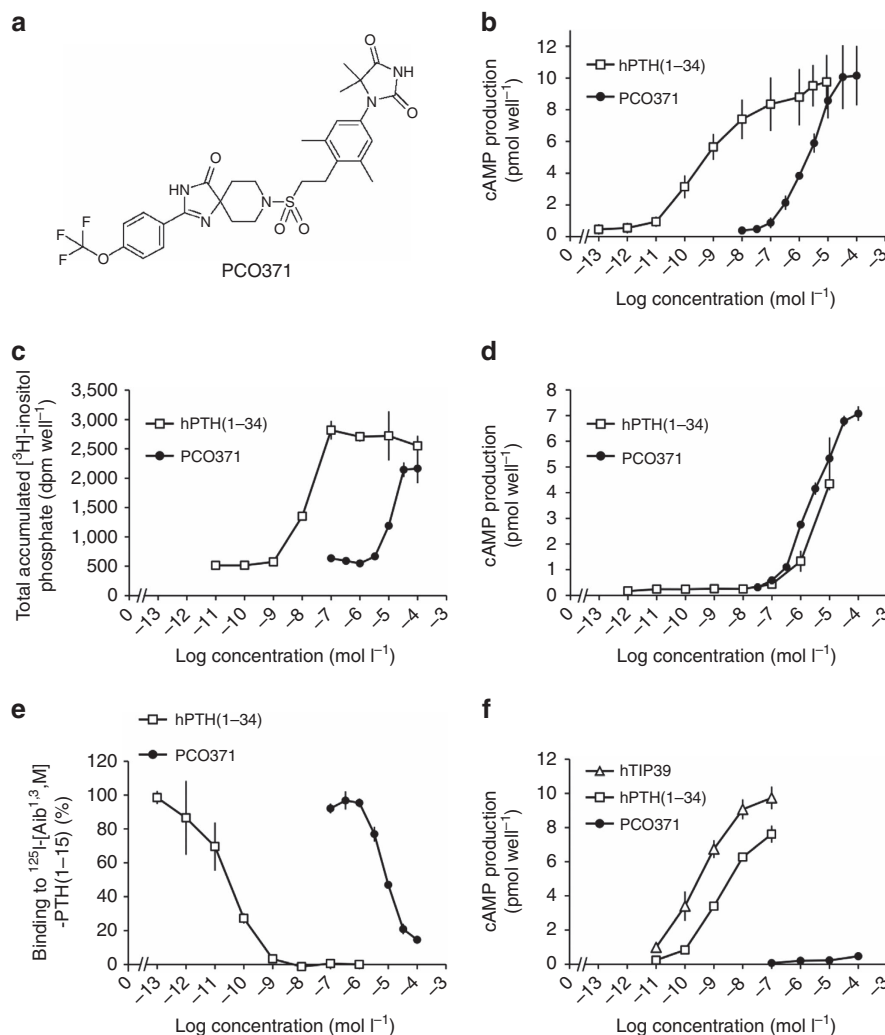 a
O
NH
N
O
O
HN
N
N
S
O
O
F
F
F
O
PCO371
b
cAMP production
(pmol well⁻¹)
12
10
8
6
4
2
0
hPTH(1–34)
PCO371
0 −13 −12 −11 −10 −9 −8 −7 −6 −5 −4 −3
Log concentration (mol l⁻¹)
c
Total accumulated [³H]-inositol
phosphate (dpm well⁻¹)
3,500
3,000
2,500
2,000
1,500
1,000
500
0
hPTH(1–34)
PCO371
0 −13 −12 −11 −10 −9 −8 −7 −6 −5 −4 −3
Log concentration (mol l⁻¹)
d
cAMP production
(pmol well⁻¹)
8
7
6
5
4
3
2
1
0
hPTH(1–34)
PCO371
0 −13 −12 −11 −10 −9 −8 −7 −6 −5 −4 −3
Log concentration (mol l⁻¹)
e
Binding to ¹²⁵I-[Aib¹,³,M]
-PTH(1–15) (%)
120
100
80
60
40
20
0
hPTH(1–34)
PCO371
0 −13 −12 −11 −10 −9 −8 −7 −6 −5 −4 −3
Log concentration (mol l⁻¹)
f
cAMP production
(pmol well⁻¹)
12
10
8
6
4
2
0
hTIP39
hPTH(1–34)
PCO371
0 −13 −12 −11 −10 −9 −8 −7 −6 −5 −4 −3
Log concentration (mol l⁻¹)